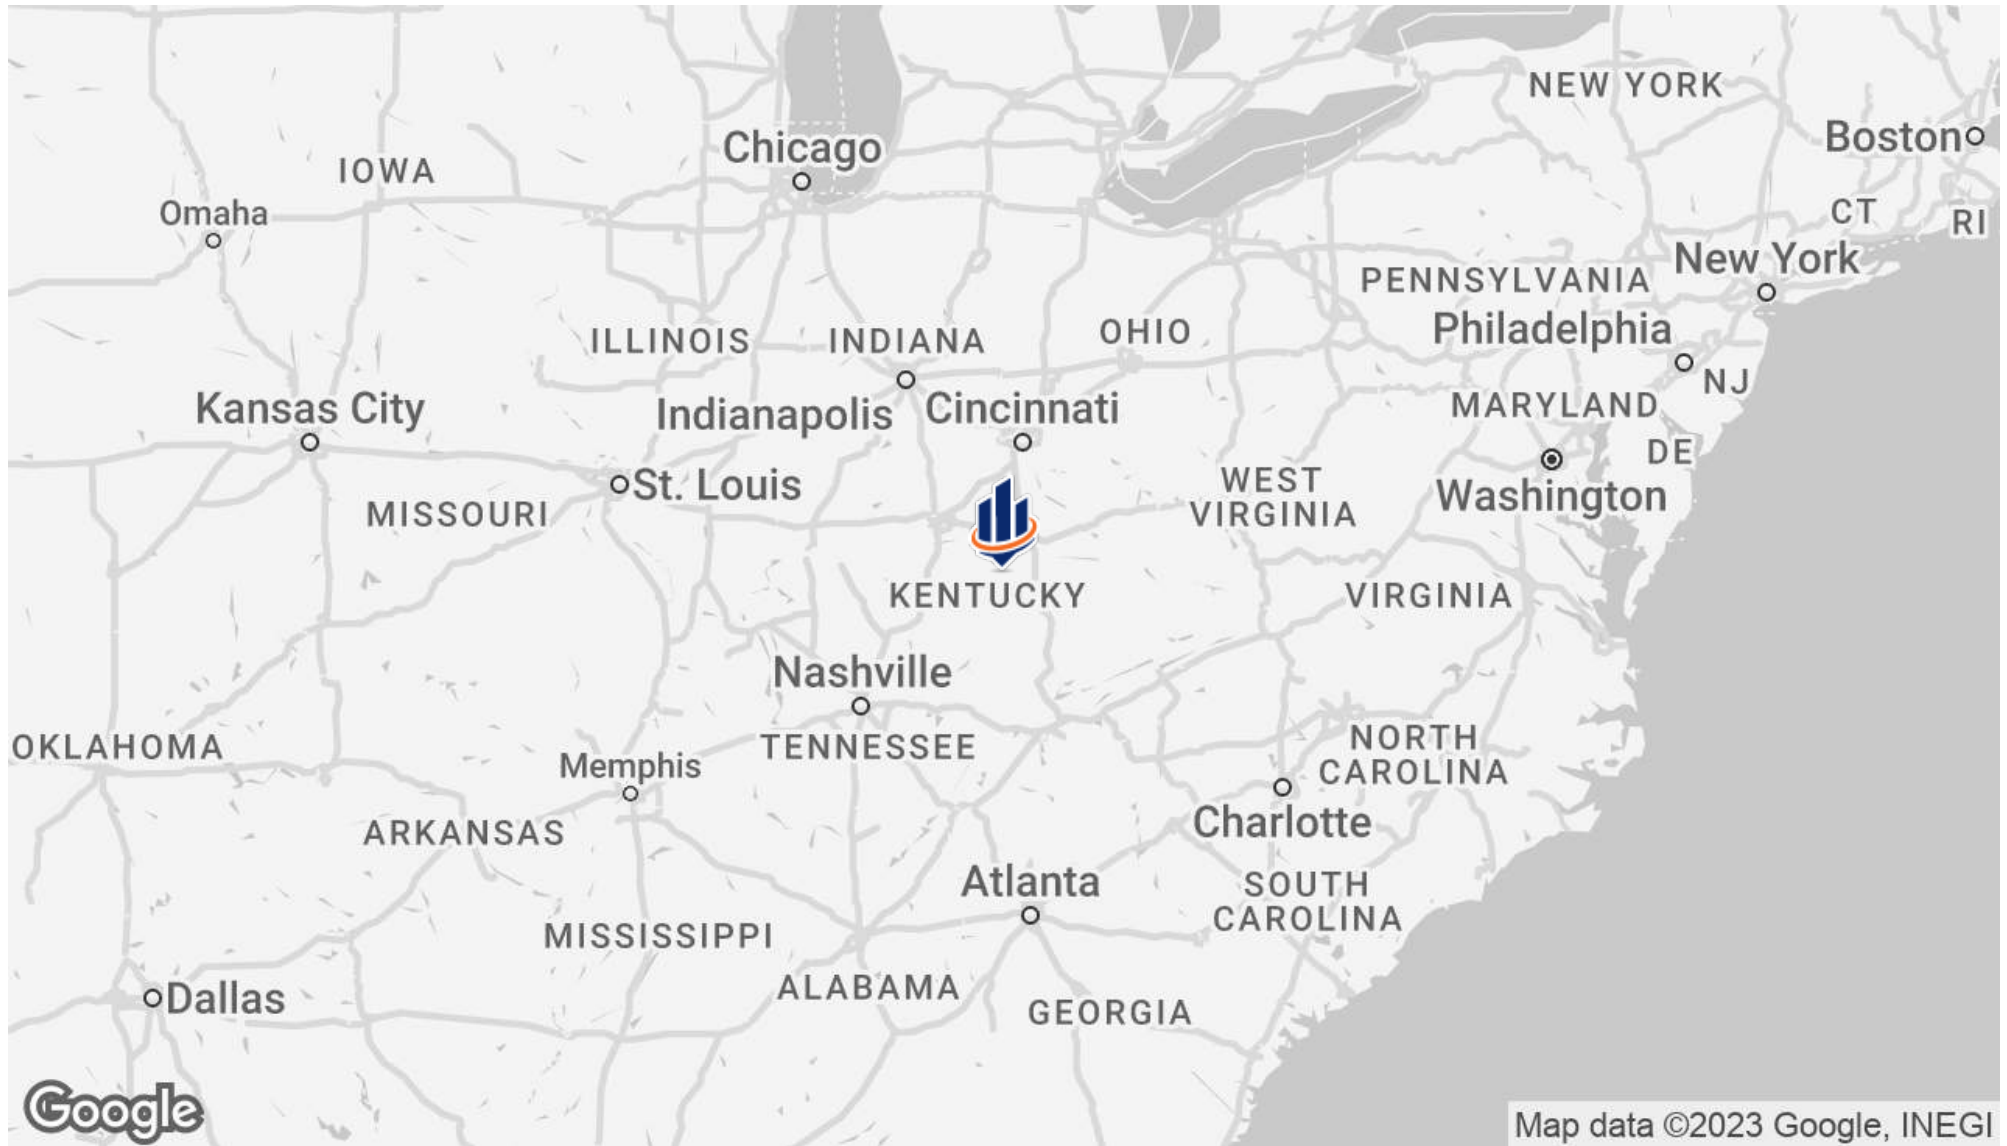 NEW YORK
Boston
Chicago
IOWA
Omaha
CT
RI
New York
PENNSYLVANIA
Philadelphia
ILLINOIS
INDIANA
OHIO
NJ
Kansas City
Indianapolis
Cincinnati
MARYLAND
DE
St. Louis
WEST
VIRGINIA
Washington
MISSOURI
KENTUCKY
VIRGINIA
Nashville
TENNESSEE
OKLAHOMA
Memphis
NORTH
CAROLINA
Charlotte
ARKANSAS
Atlanta
SOUTH
CAROLINA
MISSISSIPPI
ALABAMA
Dallas
GEORGIA
Google
Map data ©2023 Google, INEGI